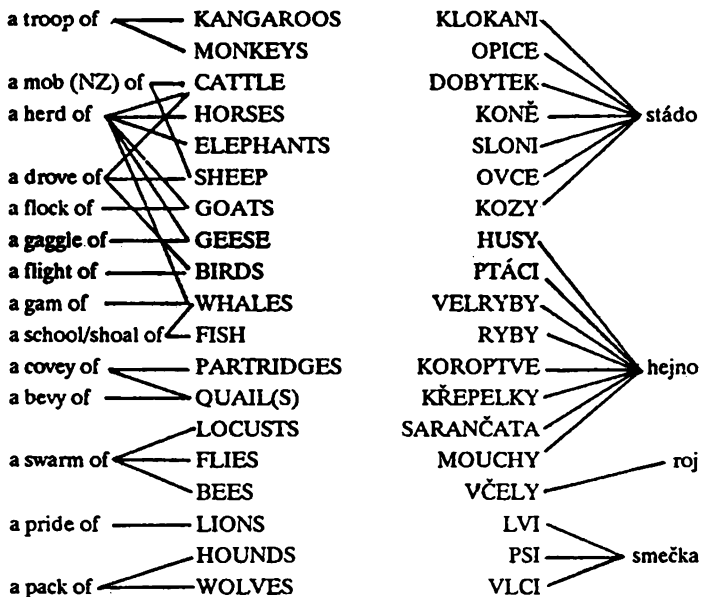 a troop of KANGAROOS KLOKANI
MONKEYS OPICE
a mob (NZ) of CATTLE DOBYTEK
a herd of HORSES KONĚ stádo
ELEPHANTS SLONI
a drove of SHEEP OVCE
a flock of GOATS KOZY
a gaggle of GEESE HUSY
a flight of BIRDS PTÁCI
a gam of WHALES VELRYBY
a school/shoal of FISH RYBY
a covey of PARTRIDGES KOROPTVE hejno
a bevy of QUAIL(S) KŘEPELKY
LOCUSTS SARANČATA
a swarm of FLIES MOUCHY roj
BEES VČELY
a pride of LIONS LVI
HOUNDS PSI smečka
a pack of WOLVES VLCI